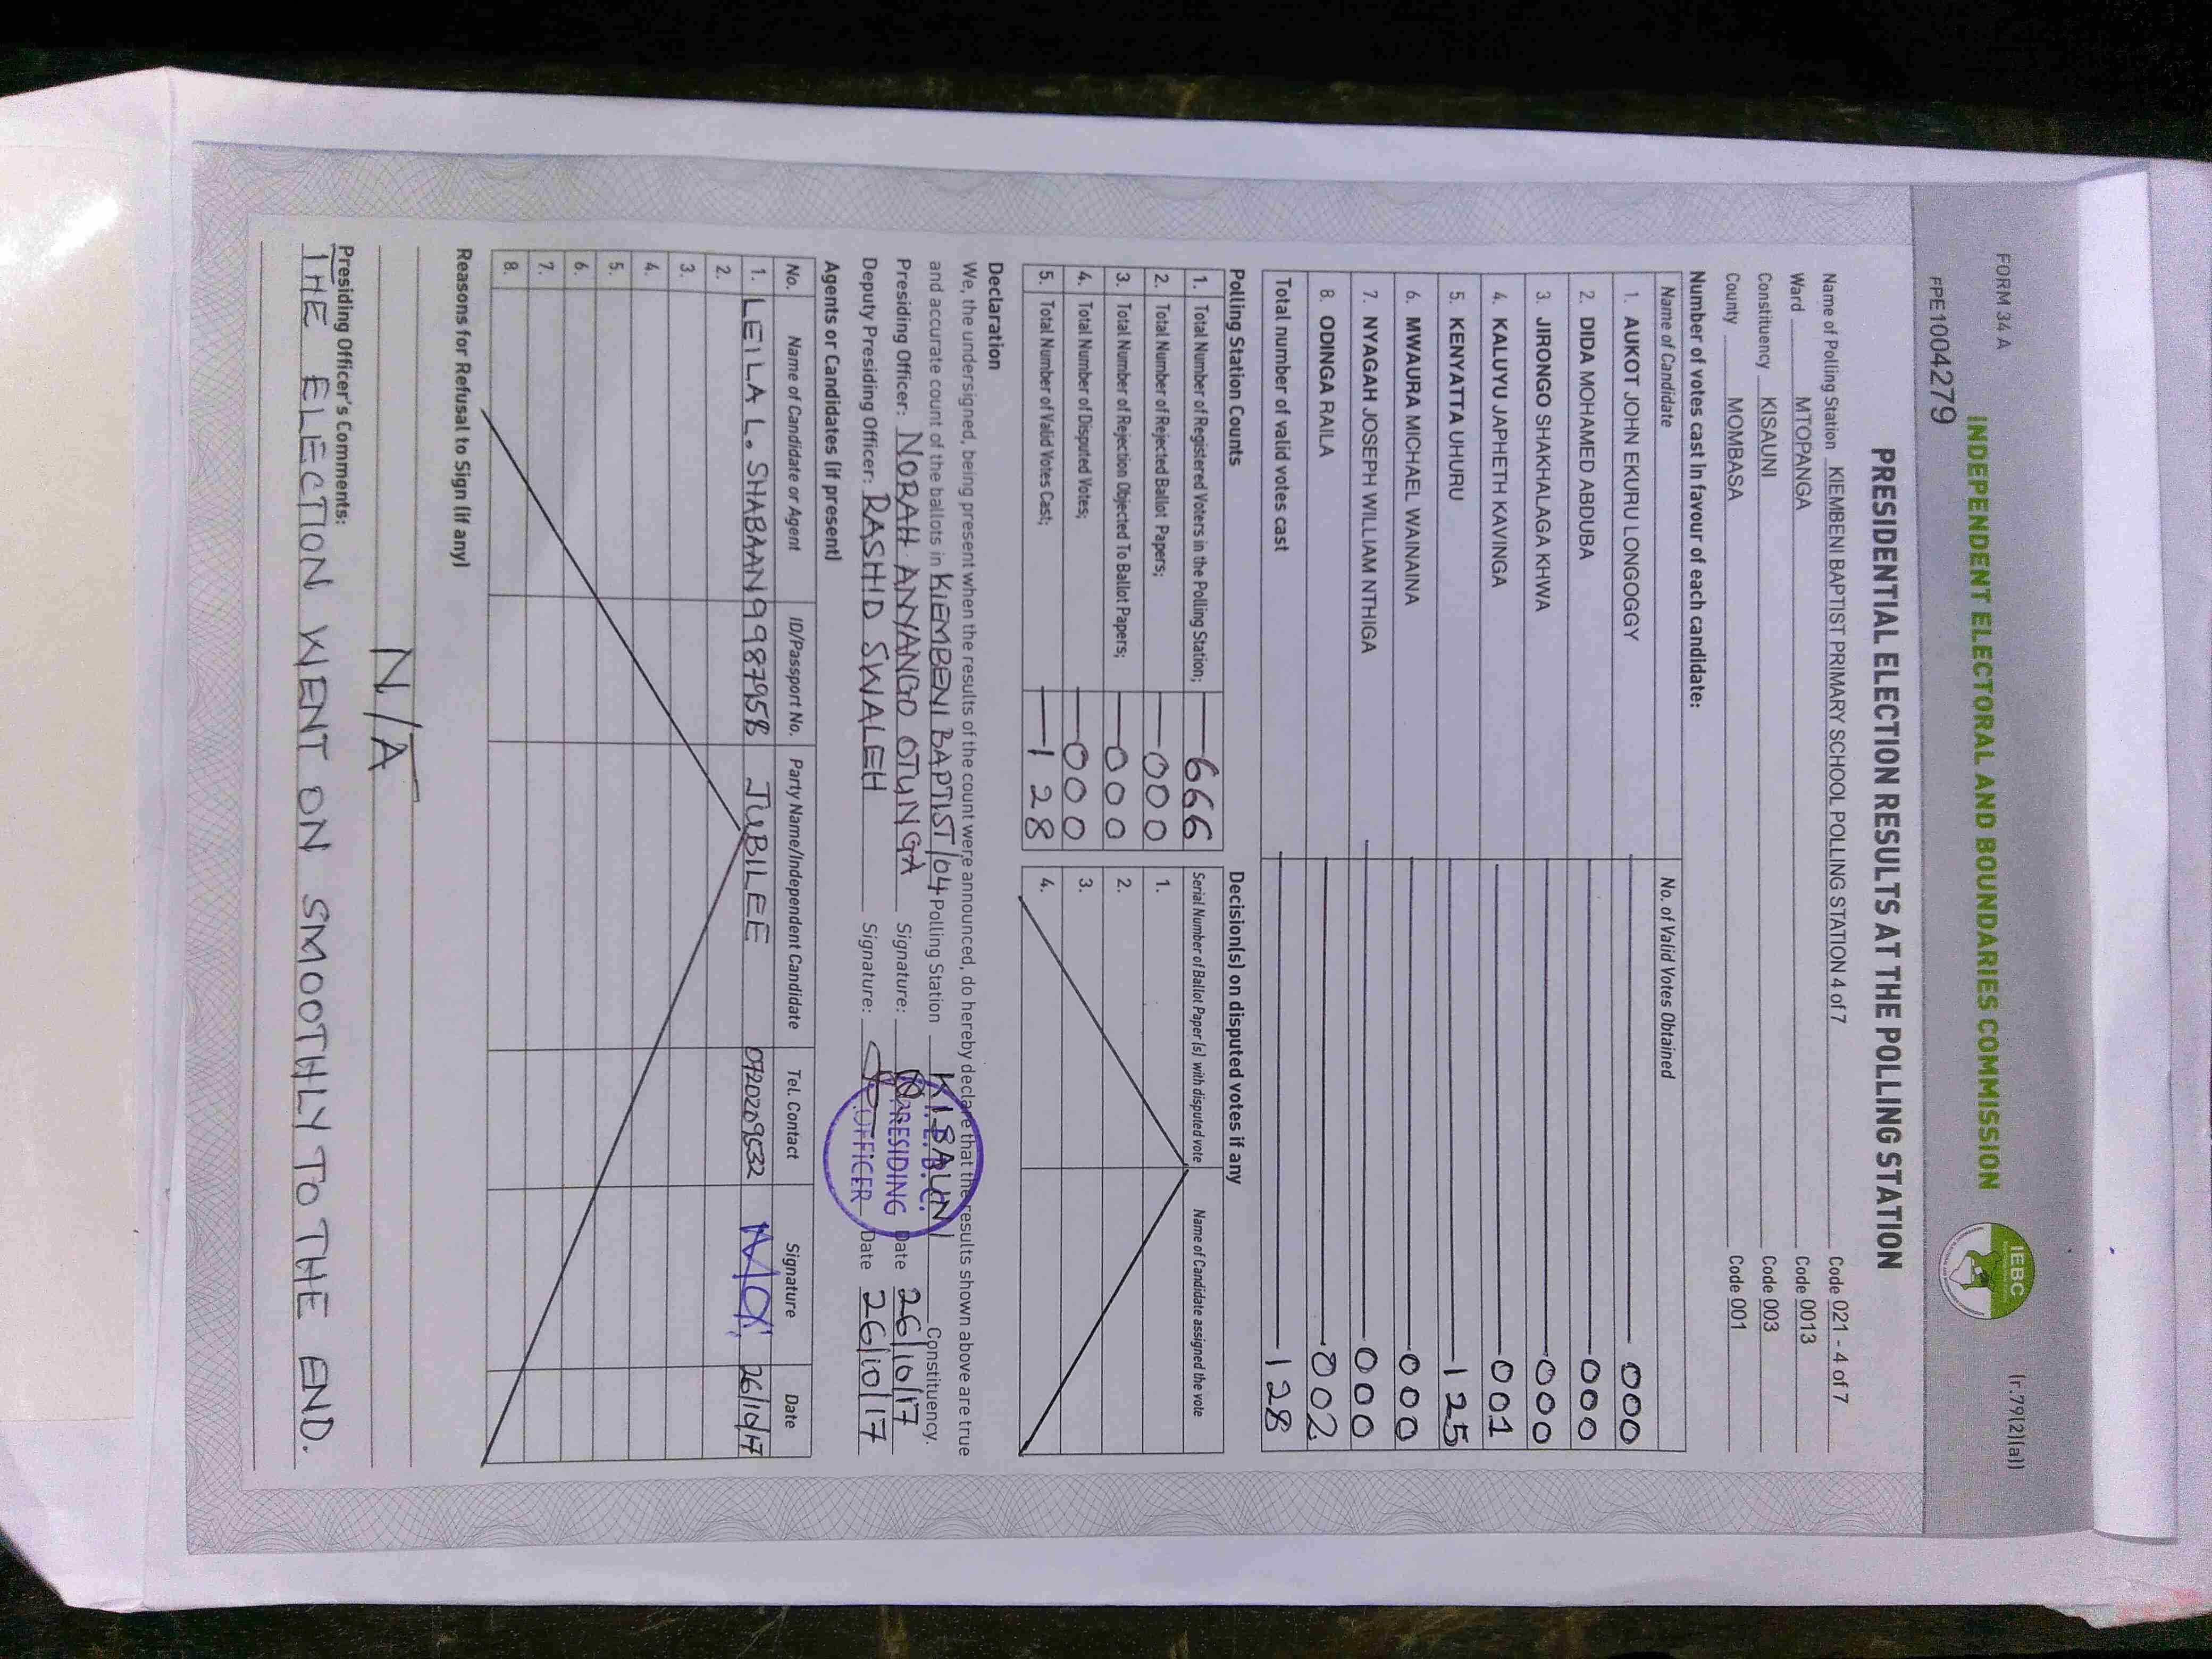 FORM 34 A
(r.79(2)(a))
INDEPENDENT ELECTORAL AND BOUNDARIES COMMISSION
IEBC
FPE1004279
PRESIDENTIAL ELECTION RESULTS AT THE POLLING STATION
Name of Polling Station KIEMBENI BAPTIST PRIMARY SCHOOL POLLING STATION 4 of 7 Code 021 - 4 of 7
Ward MTOPANGA Code 0013
Constituency KISAUNI Code 003
County MOMBASA Code 001
Number of votes cast in favour of each candidate:
Name of Candidate No. of Valid Votes Obtained
1. AUKOT JOHN EKURU LONGOGGY 000
2. DIDA MOHAMED ABDUBA 000
3. JIRONGO SHAKHALAGA KHWA 000
4. KALUYU JAPHETH KAVINGA 001
5. KENYATTA UHURU 125
6. MWAURA MICHAEL WAINAINA 000
7. NYAGAH JOSEPH WILLIAM NTHIGA 000
8. ODINGA RAILA 002
Total number of valid votes cast 128
Polling Station Counts Decision(s) on disputed votes if any
1. Total Number of Registered Voters in the Polling Station; 666 Serial Number of Ballot Paper(s) with disputed vote Name of Candidate assigned the vote
2. Total Number of Rejected Ballot Papers; 000 1.
3. Total Number of Rejection Objected To Ballot Papers; 000 2.
4. Total Number of Disputed Votes; 000 3.
5. Total Number of Valid Votes Cast; 128 4.
Declaration
We, the undersigned, being present when the results of the count were announced, do hereby declare that the results shown above are true
and accurate count of the ballots in KIEMBENI BAPTIST/04 Polling Station KISAUNI Constituency.
Presiding Officer: NORAH ANYANGO OTUNGA Signature: Date 26/10/17
Deputy Presiding Officer: RASHID SWALEH Signature: Date 26/10/17
I.E.B.C.
PRESIDING
OFFICER
Agents or Candidates (if present)
No. Name of Candidate or Agent ID/Passport No. Party Name/Independent Candidate Tel. Contact Signature Date
1. LEILA L. SHABAAN 99987958 JUBILEE 0720209532 26/10/17
2.
3.
4.
5.
6.
7.
8.
Reasons for Refusal to Sign (if any)
N/A
Presiding Officer's Comments:
THE ELECTION WENT ON SMOOTHLY TO THE END.